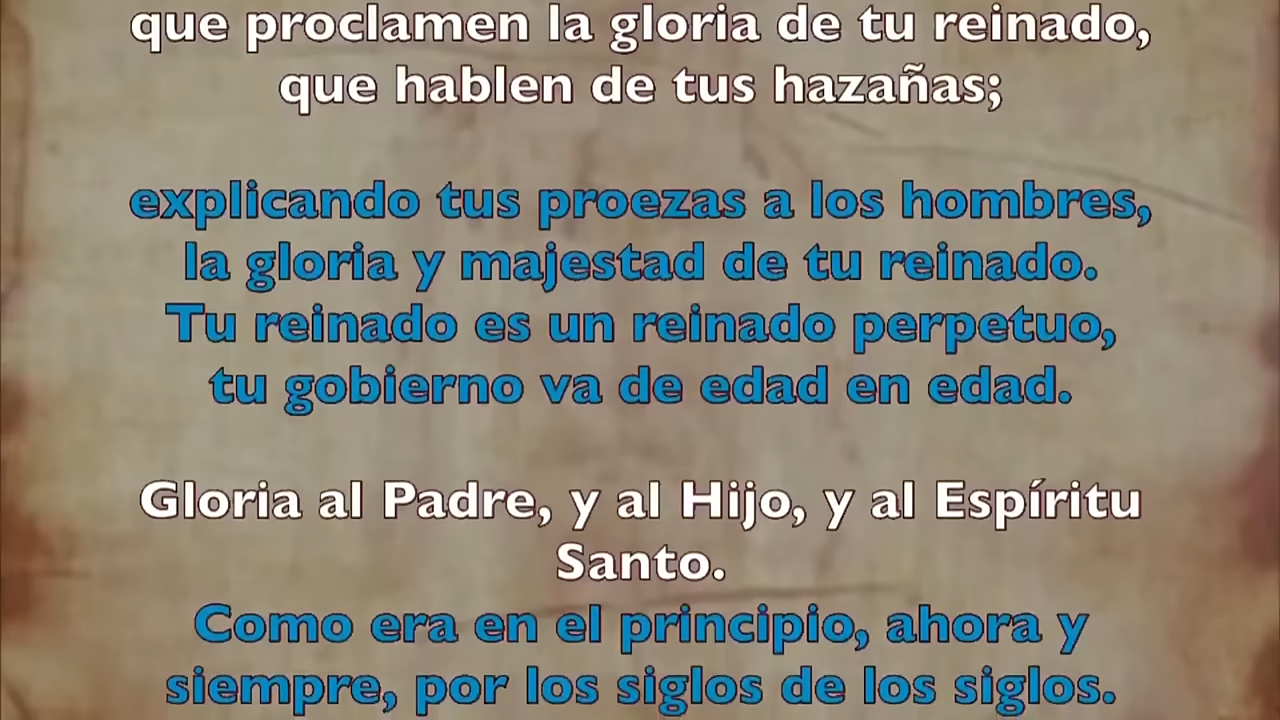 que proclamen la gloria de tu reinado,
que hablen de tus hazañas;
explicando tus proezas a los hombres,
la gloria y majestad de tu reinado.
Tu reinado es un reinado perpetuo,
tu gobierno va de edad en edad.
Gloria al Padre, y al Hijo, y al Espíritu
Santo.
Como era en el principio, ahora y
siempre, por los siglos de los siglos.